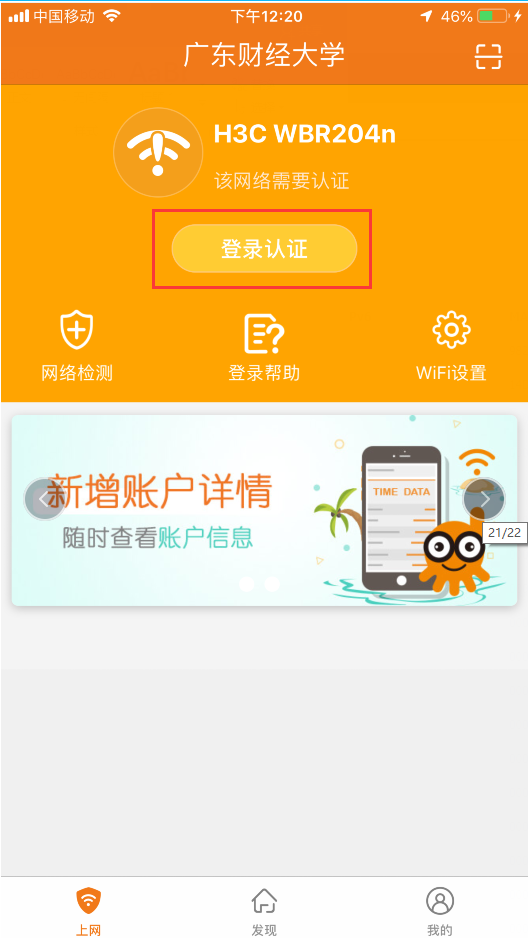 中国移动 下午12:20 46%
广东财经大学
H3C WBR204n
该网络需要认证
登录认证
网络检测 登录帮助 WiFi设置
新增账户详情
随时查看账户信息
TIME DATA
21/22
上网 发现 我的